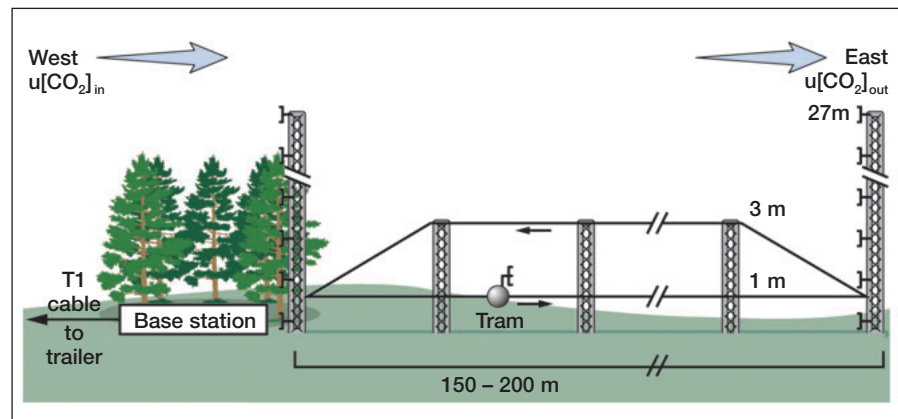 West
u[CO₂]in
East
u[CO₂]out
27m
3 m
1 m
T1
cable
to
trailer
Base station
Tram
150 – 200 m